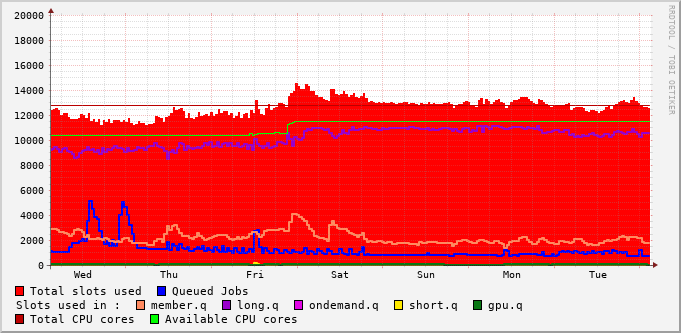 20000
18000
16000
14000
12000
10000
8000
6000
4000
2000
0
Wed Thu Fri Sat Sun Mon Tue
RRDTOOL / TOBI OETIKER
Total slots used Queued Jobs
Slots used in : member.q long.q ondemand.q short.q gpu.q
Total CPU cores Available CPU cores